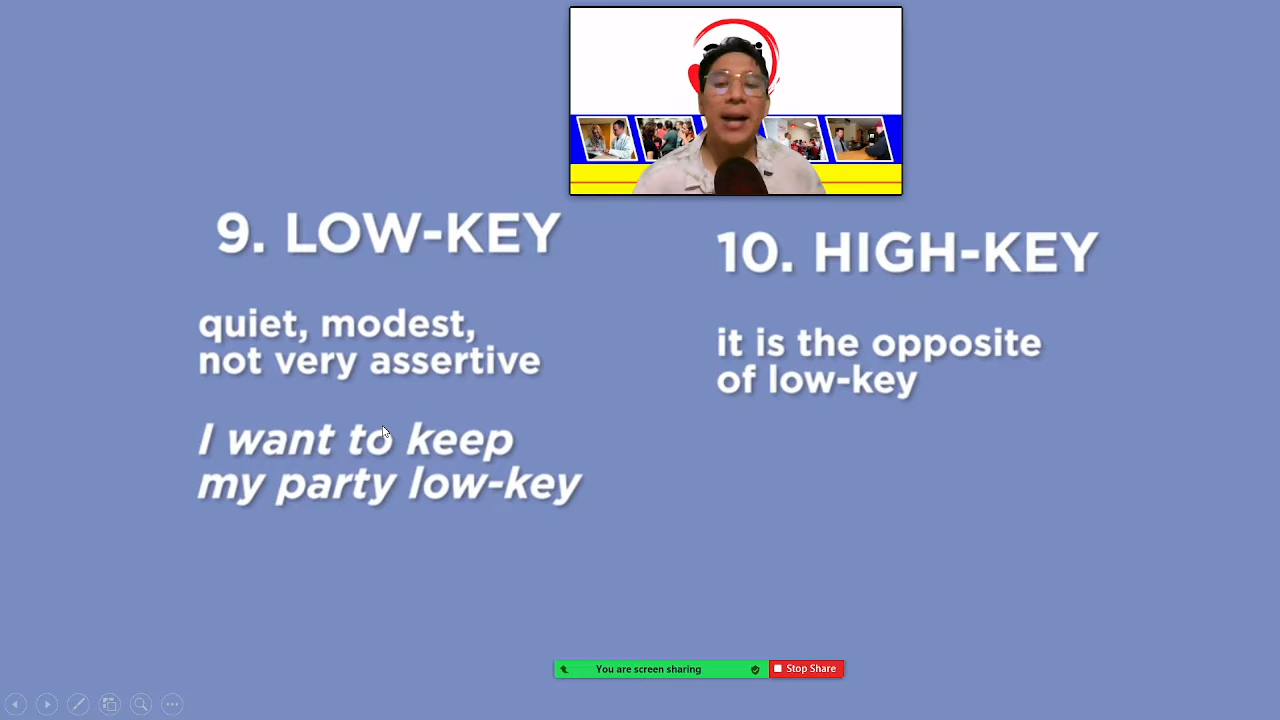 9. LOW-KEY
quiet, modest,
not very assertive
I want to keep
my party low-key
10. HIGH-KEY
it is the opposite
of low-key
You are screen sharing
Stop Share